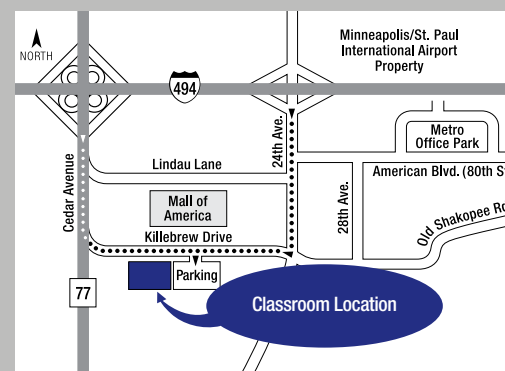 NORTH
Minneapolis/St. Paul
International Airport
Property
494
Metro
Office Park
24th Ave.
Lindau Lane
American Blvd. (80th S
Cedar Avenue
Mall of
America
28th Ave.
Killebrew Drive
Old Shakopee Ro
77
Parking
Classroom Location